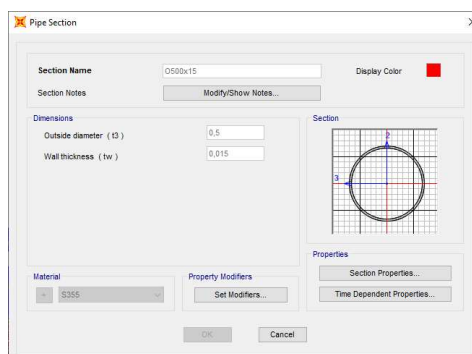 Pipe Section
Section Name
O500x15
Display Color
Section Notes
Modify/Show Notes...
Dimensions
Outside diameter ( t3 )
0,5
Wall thickness ( tw )
0,015
Section
2
3
Properties
Section Properties...
Time Dependent Properties...
Material
+
S355
Property Modifiers
Set Modifiers...
OK
Cancel